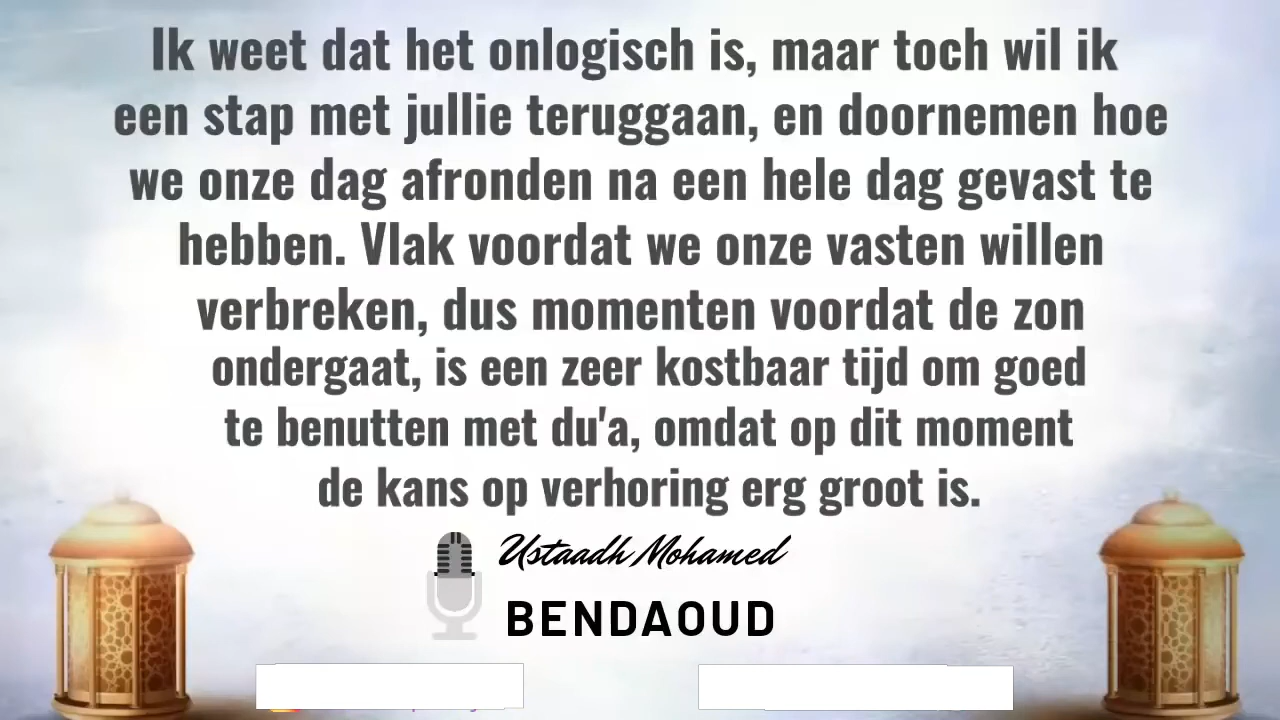 Ik weet dat het onlogisch is, maar toch wil ik
een stap met jullie teruggaan, en doornemen hoe
we onze dag afronden na een hele dag gevast te
hebben. Vlak voordat we onze vasten willen
verbreken, dus momenten voordat de zon
ondergaat, is een zeer kostbaar tijd om goed
te benutten met du'a, omdat op dit moment
de kans op verhoring erg groot is.
Ustaadh Mohamed
BENDAOUD